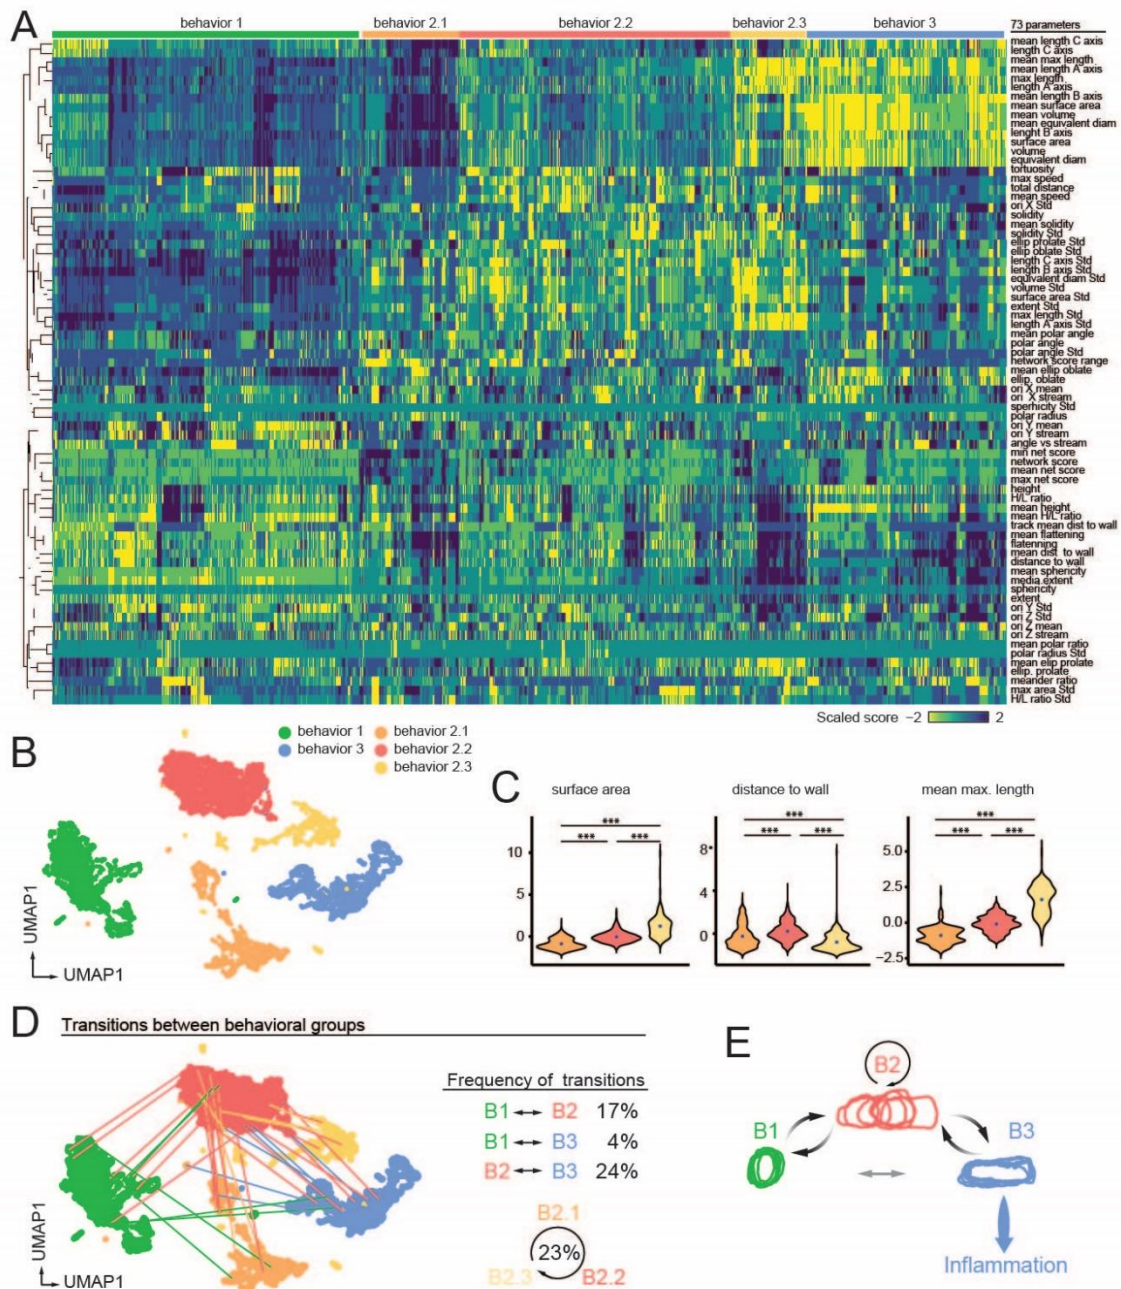 A
behavior 1
behavior 2.1
behavior 2.2
behavior 2.3
behavior 3
73 parameters
mean length C axis
length C axis
mean max length
mean length A axis
max length
length A axis
mean length B axis
mean surface area
mean volume
mean equivalent diam
lenght B axis
surface area
volume
equivalent diam
tortuosity
max speed
total distance
mean speed
ori X Std
solidity
mean solidity
solidity Std
ellip prolate Std
ellip oblate Std
length C axis Std
length B axis Std
equivalent diam Std
volume Std
surface area Std
extent Std
max length Std
length A axis Std
mean polar angle
polar angle
polar angle Std
network score range
mean ellip oblate
ellip. oblate
ori X mean
ori X stream
sperhicity Std
polar radius
ori Y mean
ori Y stream
angle vs stream
min net score
network score
mean net score
max net score
height
H/L ratio
mean height
mean H/L ratio
track mean dist to wall
mean flattening
flatenning
mean dist to wall
distance to wall
mean sphericity
media extent
sphericity
extent
ori Y Std
ori Z Std
ori Z mean
ori Z stream
mean polar ratio
polar radius Std
mean elip prolate
ellip. prolate
meander ratio
max area Std
H/L ratio Std
Scaled score −2 2
B
behavior 1
behavior 3
behavior 2.1
behavior 2.2
behavior 2.3
UMAP1
UMAP1
C
surface area
***
*** ***
10
5
0
distance to wall
***
*** ***
8
4
0
mean max. length
***
*** ***
5.0
2.5
0.0
−2.5
D
Transitions between behavioral groups
UMAP1
UMAP1
Frequency of transitions
B1 ↔ B2 17%
B1 ↔ B3 4%
B2 ↔ B3 24%
B2.1
23%
B2.3 B2.2
E
B2
B1
B3
Inflammation